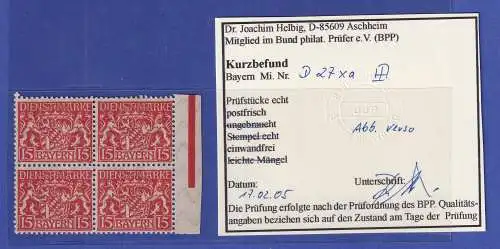 DIENSTMARKE DIENSTMARKE
15 BAYERN 15 15 BAYERN 15
DIENSTMARKE DIENSTMARKE
15 BAYERN 15 15 BAYERN 15
Dr. Joachim Helbig, D-85609 Aschheim
Mitglied im Bund philat. Prüfer e.V. (BPP)
Kurzbefund
Bayern Mi. Nr. D 27xa
Prüfstücke echt
postfrisch
ungebraucht
Stempel echt
einwandfrei
leichte Mängel
Abb. verso
Datum:
17.02.05
Unterschrift:
Die Prüfung erfolgte nach der Prüfordnung des BPP. Qualitäts-
angaben beziehen sich auf den Zustand am Tage der Prüfung